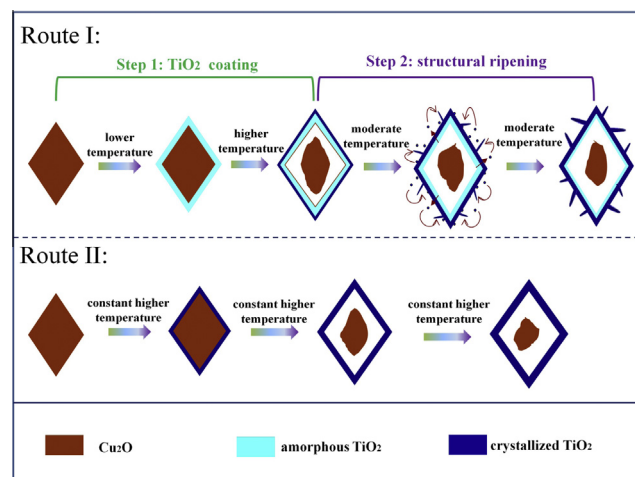 Route I:
Step 1: TiO₂ coating
Step 2: structural ripening
lower
temperature
higher
temperature
moderate
temperature
moderate
temperature
Route II:
constant higher
temperature
constant higher
temperature
constant higher
temperature
Cu₂O
amorphous TiO₂
crystallized TiO₂